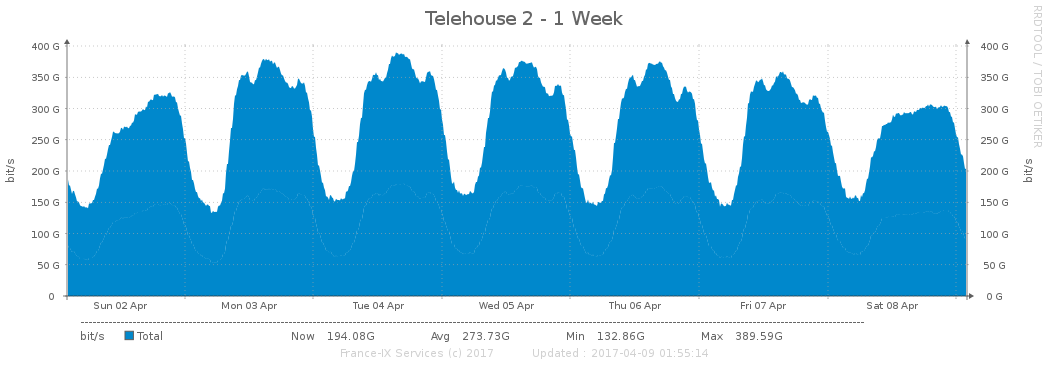 Telehouse 2 - 1 Week
RRDTOOL / TOBI OETIKER
bit/s
400 G
350 G
300 G
250 G
200 G
150 G
100 G
50 G
0
400 G
350 G
300 G
250 G
200 G
150 G
100 G
50 G
0 G
bit/s
Sun 02 Apr Mon 03 Apr Tue 04 Apr Wed 05 Apr Thu 06 Apr Fri 07 Apr Sat 08 Apr
bit/s Total Now 194.08G Avg 273.73G Min 132.86G Max 389.59G
France-IX Services (c) 2017 Updated : 2017-04-09 01:55:14